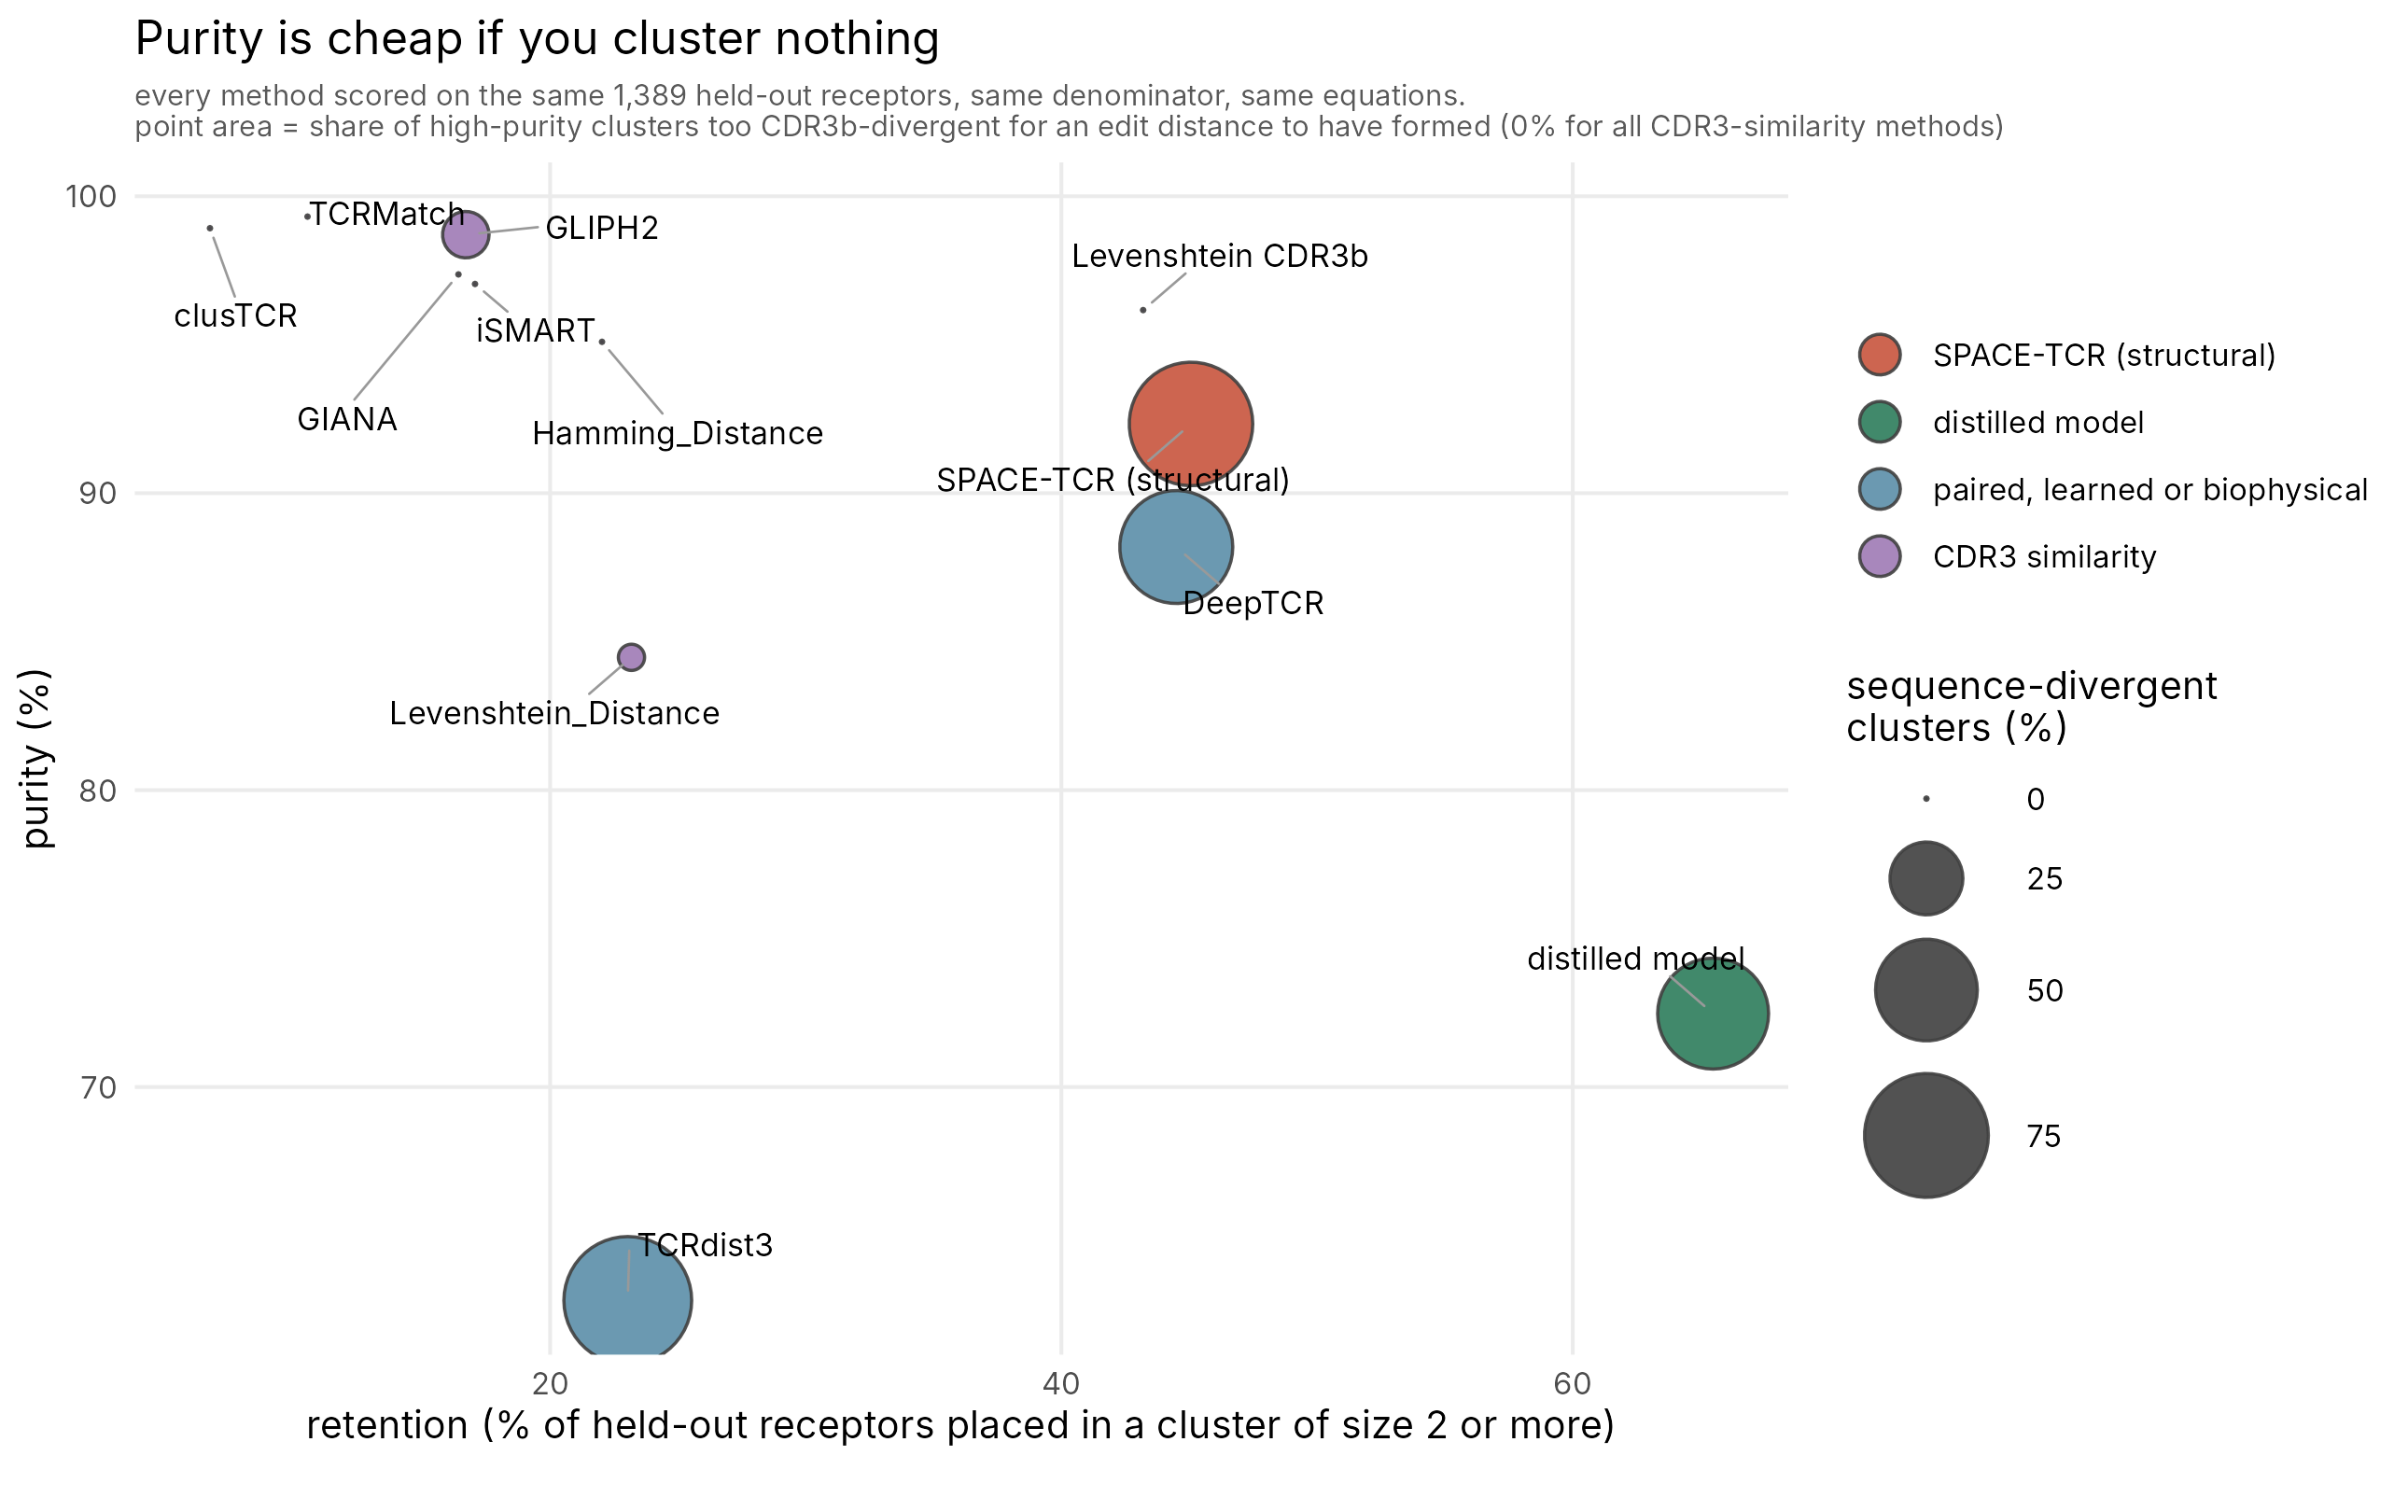 Purity is cheap if you cluster nothing
every method scored on the same 1,389 held-out receptors, same denominator, same equations.
point area = share of high-purity clusters too CDR3b-divergent for an edit distance to have formed (0% for all CDR3-similarity methods)
100
90
80
70
purity (%)
TCRMatch
GLIPH2
clusTCR
iSMART
GIANA
Hamming_Distance
Levenshtein CDR3b
SPACE-TCR (structural)
DeepTCR
Levenshtein_Distance
distilled model
TCRdist3
20
40
60
retention (% of held-out receptors placed in a cluster of size 2 or more)
SPACE-TCR (structural)
distilled model
paired, learned or biophysical
CDR3 similarity
sequence-divergent
clusters (%)
0
25
50
75